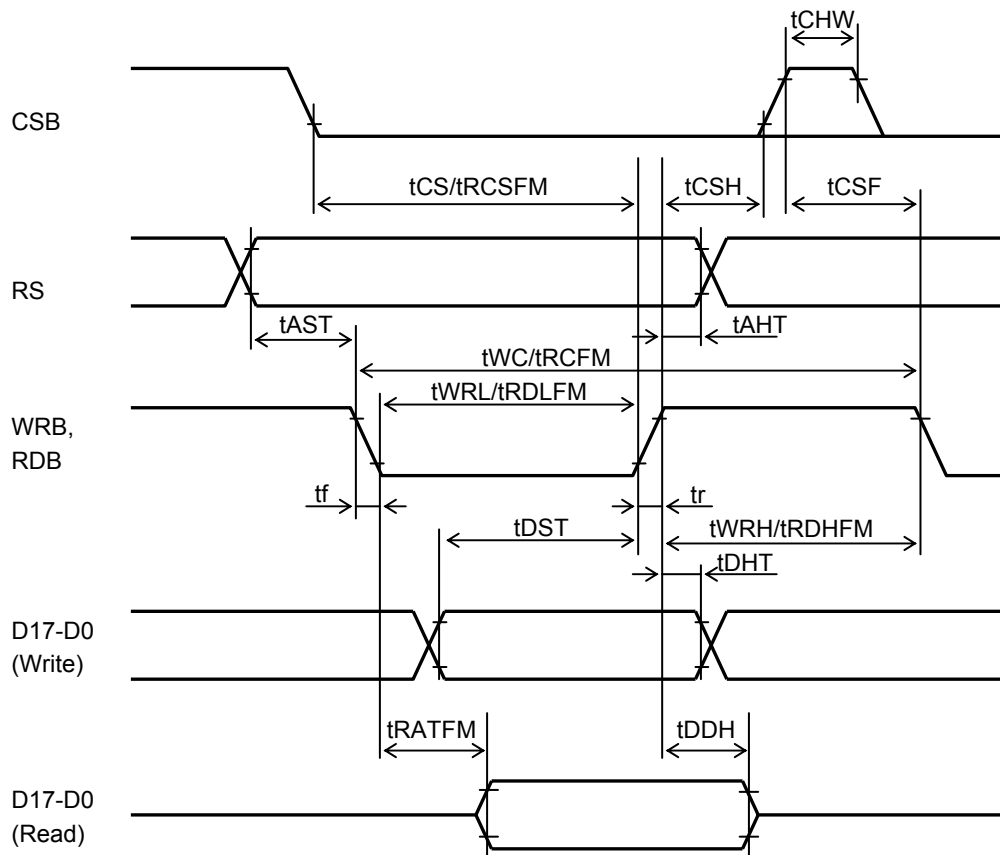 tCHW
CSB
tCS/tRCSFM
tCSH
tCSF
RS
tAST
tAHT
tWC/tRCFM
tWRL/tRDLFM
WRB,
RDB
tf
tr
tDST
tWRH/tRDHFM
tDHT
D17-D0
(Write)
tRATFM
tDDH
D17-D0
(Read)